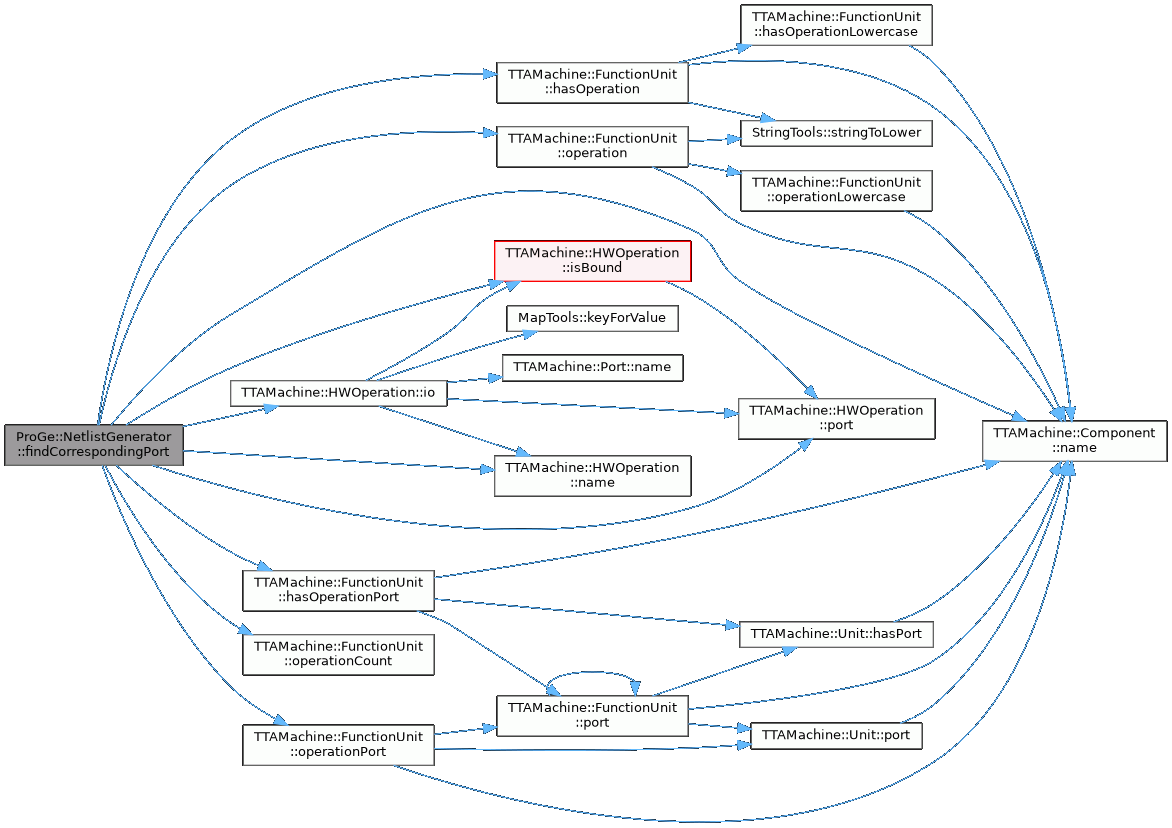 TTAMachine::FunctionUnit
::hasOperationLowercase
TTAMachine::FunctionUnit
::hasOperation
StringTools::stringToLower
TTAMachine::FunctionUnit
::operation
TTAMachine::FunctionUnit
::operationLowercase
TTAMachine::HWOperation
::isBound
MapTools::keyForValue
TTAMachine::Port::name
TTAMachine::HWOperation::io
TTAMachine::HWOperation
::port
ProGe::NetlistGenerator
::findCorrespondingPort
TTAMachine::Component
::name
TTAMachine::HWOperation
::name
TTAMachine::FunctionUnit
::hasOperationPort
TTAMachine::Unit::hasPort
TTAMachine::FunctionUnit
::operationCount
TTAMachine::FunctionUnit
::port
TTAMachine::Unit::port
TTAMachine::FunctionUnit
::operationPort